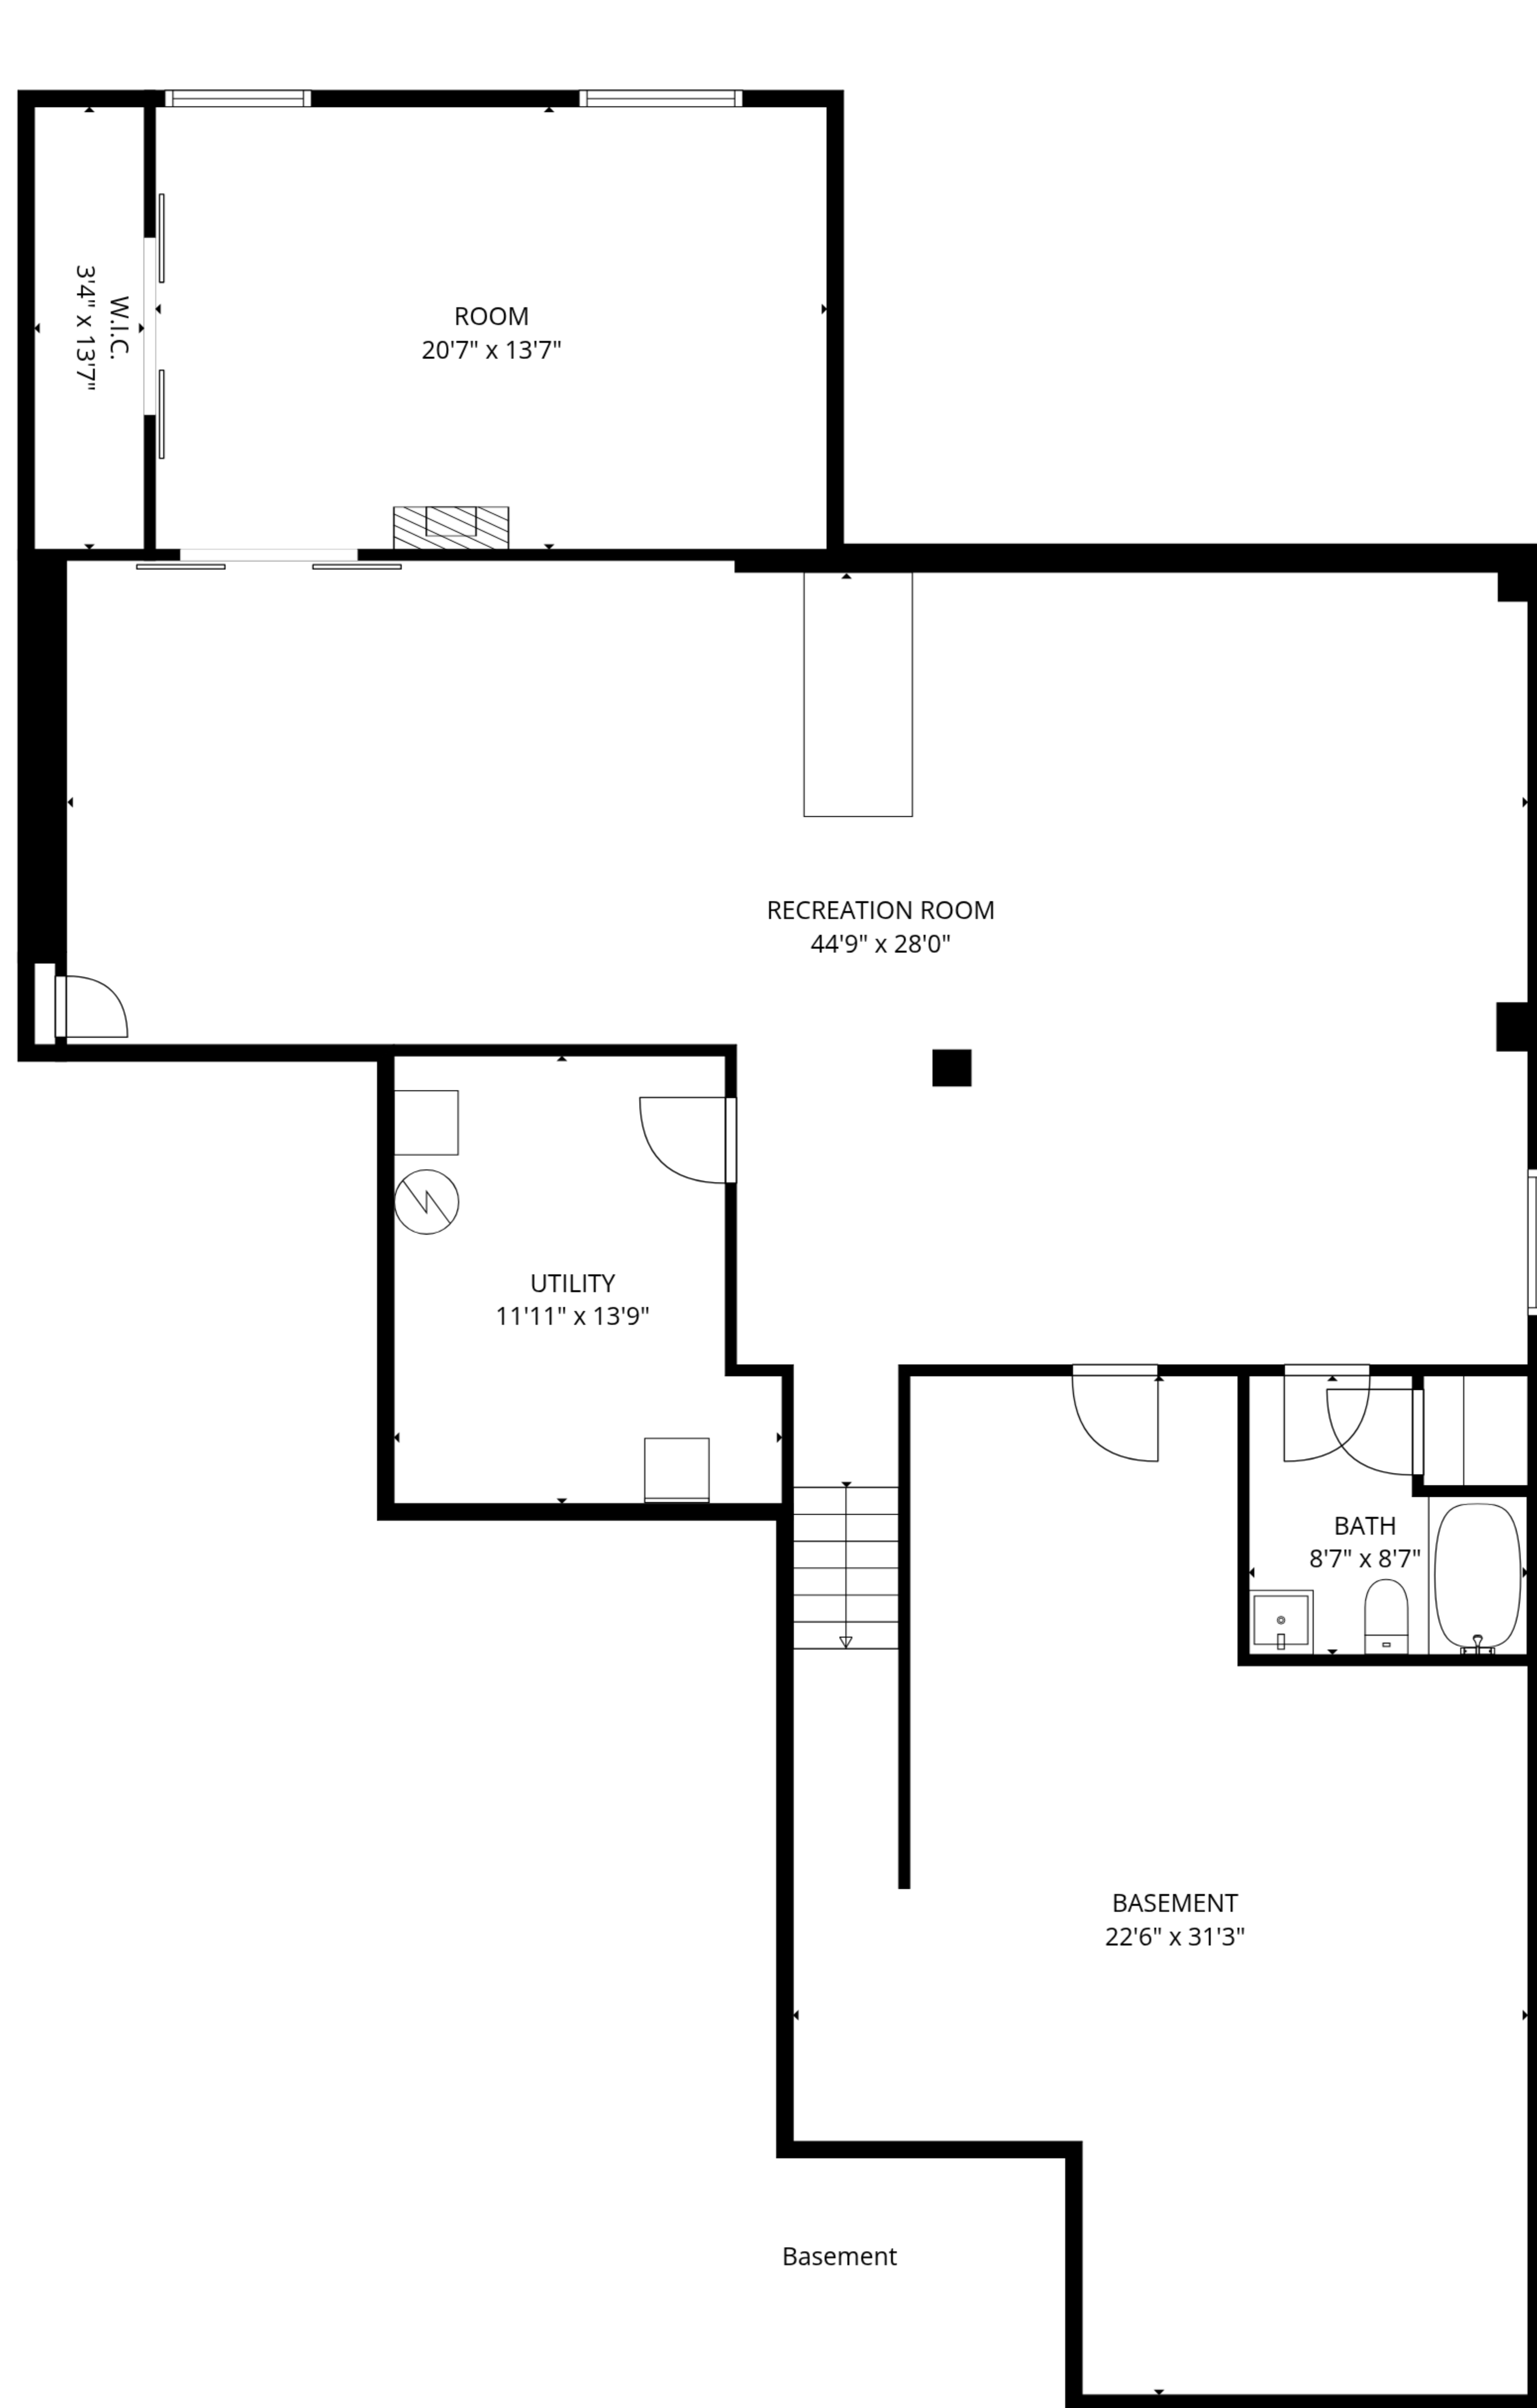 W.I.C.
3'4" x 13'7"
ROOM
20'7" x 13'7"
RECREATION ROOM
44'9" x 28'0"
UTILITY
11'11" x 13'9"
BATH
8'7" x 8'7"
BASEMENT
22'6" x 31'3"
Basement